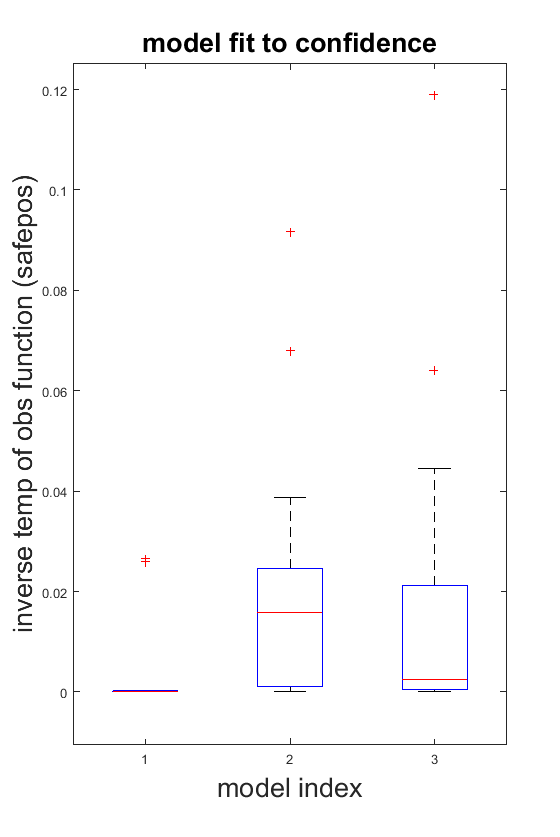 model fit to confidence
inverse temp of obs function (safepos)
0.12
0.1
0.08
0.06
0.04
0.02
0
1 2 3
model index